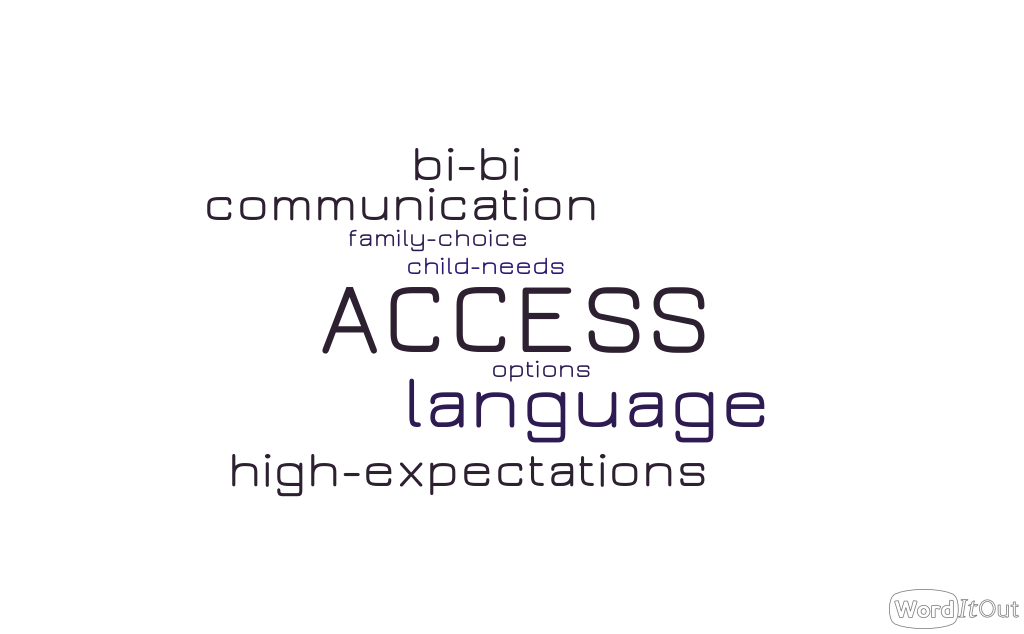 bi-bi
communication
family-choice
child-needs
ACCESS
options
language
high-expectations
WordItOut